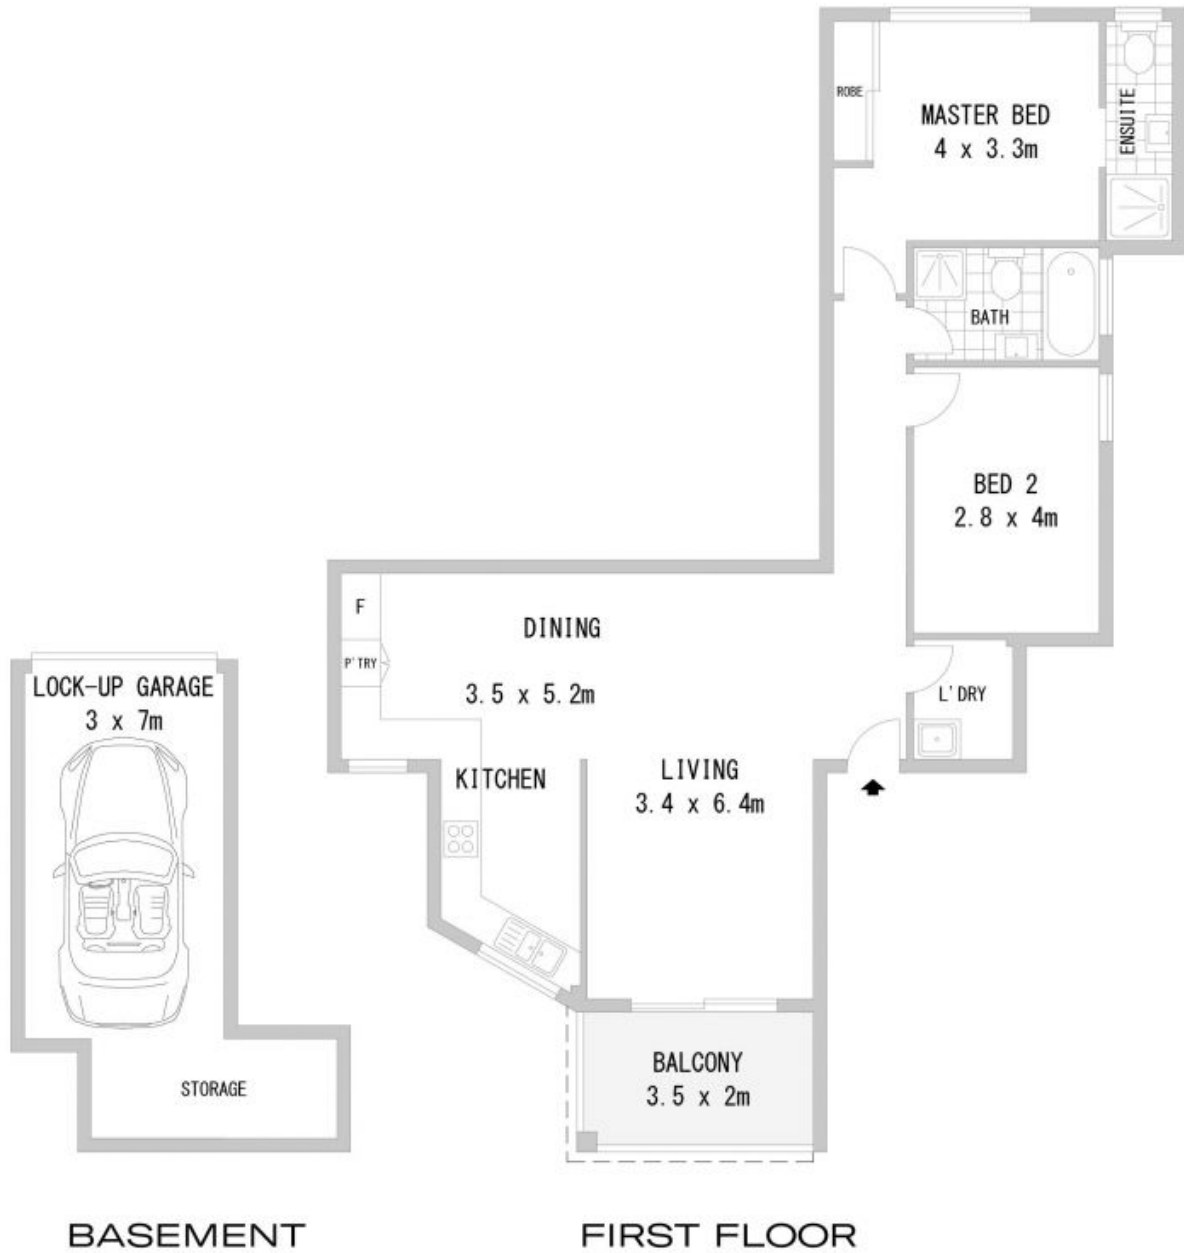 ROBE
MASTER BED
4 x 3.3m
ENSUITE
BATH
BED 2
2.8 x 4m
F
DINING
P'TRY
3.5 x 5.2m
L'DRY
KITCHEN
LIVING
3.4 x 6.4m
BALCONY
3.5 x 2m
LOCK-UP GARAGE
3 x 7m
STORAGE
BASEMENT
FIRST FLOOR